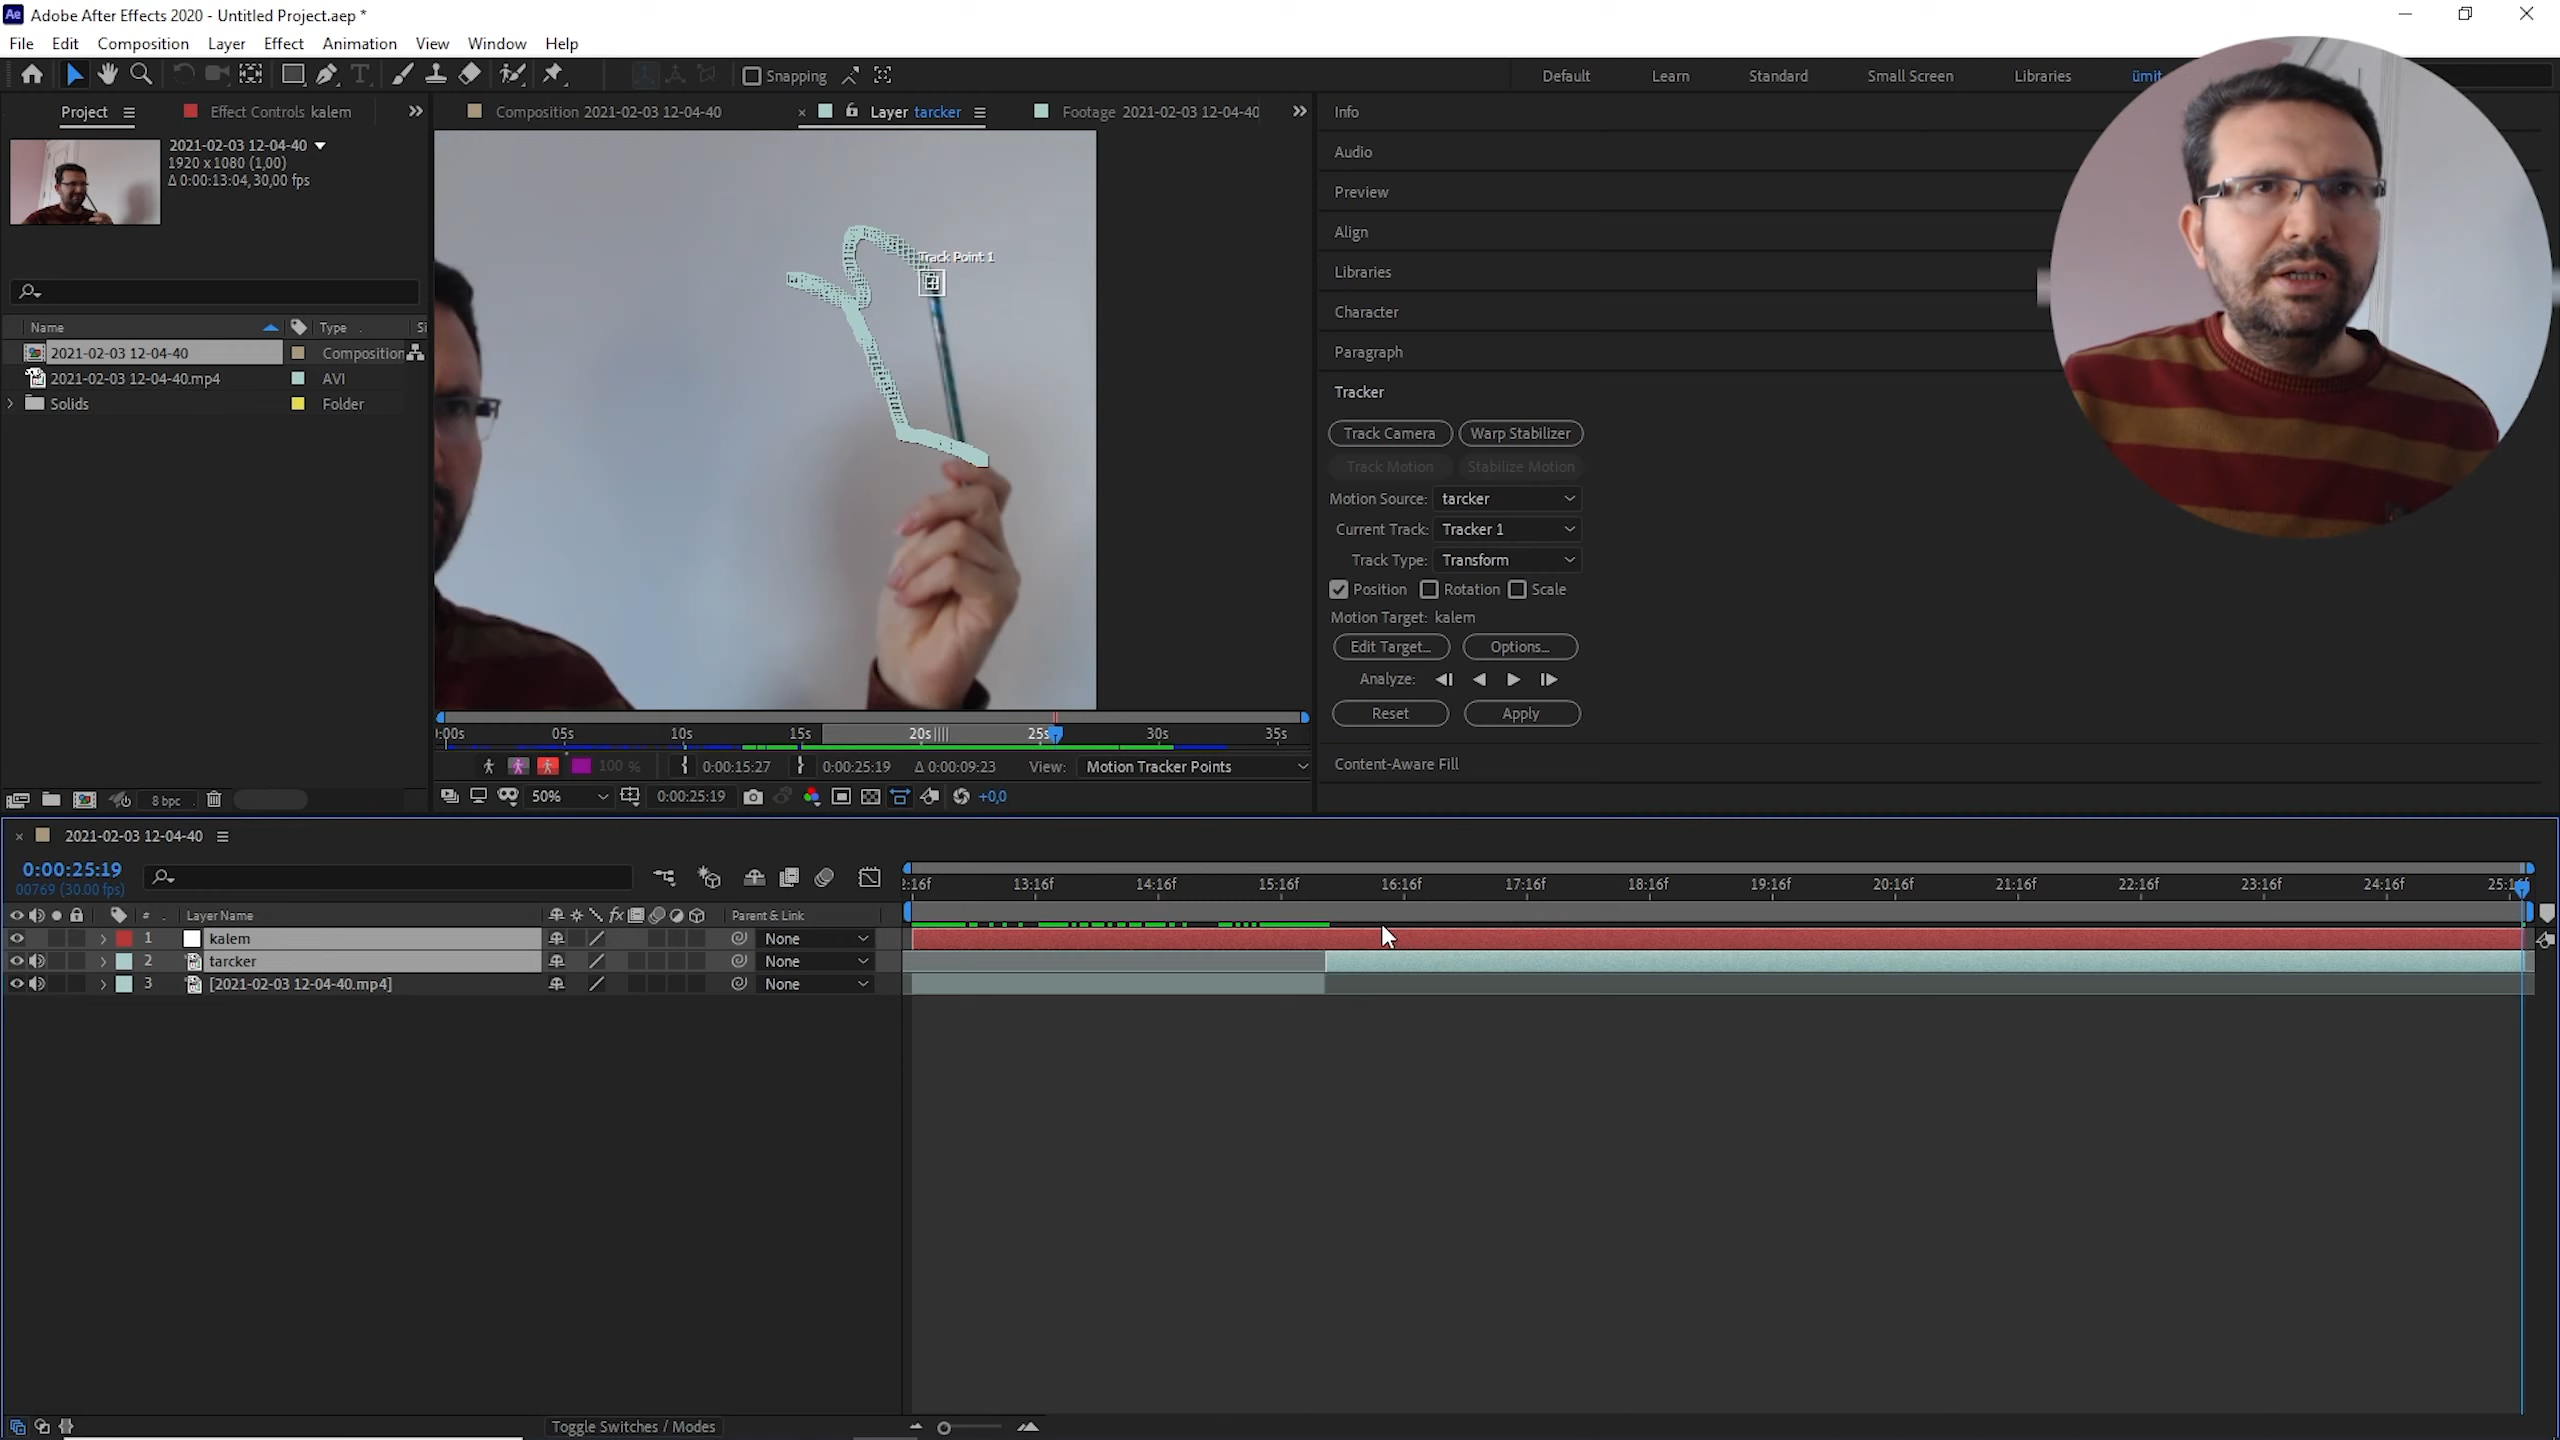 Adobe After Effects 2020 - Untitled Project.aep *
File Edit Composition Layer Effect Animation View Window Help
Snapping Default Learn Standard Small Screen Libraries ümit
Project Effect Controls kalem Composition 2021-02-03 12-04-40 Layer tarcker Footage 2021-02-03 12-04-40
2021-02-03 12-04-40
1920 x 1080 (1,00)
Δ 0:00:13:04, 30,00 fps
Name Type Si
2021-02-03 12-04-40 Composition
2021-02-03 12-04-40.mp4 AVI
Solids Folder
8 bpc
Track Point 1
:00s 05s 10s 15s 20s 25s 30s 35s
100 % 0:00:15:27 0:00:25:19 Δ 0:00:09:23 View: Motion Tracker Points
50% 0:00:25:19 +0,0
Info
Audio
Preview
Align
Libraries
Character
Paragraph
Tracker
Track Camera Warp Stabilizer
Track Motion Stabilize Motion
Motion Source: tarcker
Current Track: Tracker 1
Track Type: Transform
Position Rotation Scale
Motion Target: kalem
Edit Target... Options...
Analyze:
Reset Apply
Content-Aware Fill
2021-02-03 12-04-40
0:00:25:19
00769 (30.00 fps)
2:16f 13:16f 14:16f 15:16f 16:16f 17:16f 18:16f 19:16f 20:16f 21:16f 22:16f 23:16f 24:16f 25:16f
# Layer Name fx Parent & Link
1 kalem None
2 tarcker None
3 [2021-02-03 12-04-40.mp4] None
Toggle Switches / Modes